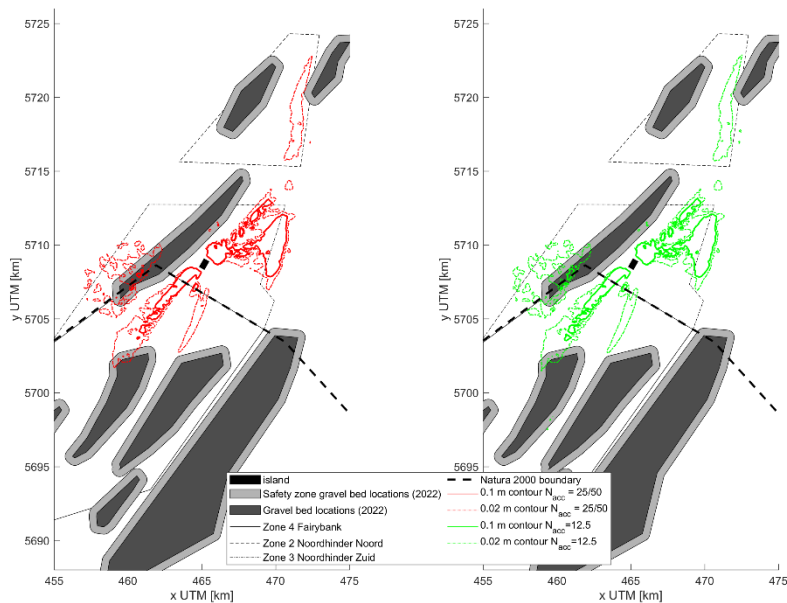 5725
5720
5715
5710
5705
5700
5695
5690
y UTM [km]
455
460
465
470
475
x UTM [km]
5725
5720
5715
5710
5705
5700
5695
5690
y UTM [km]
455
460
465
470
475
x UTM [km]
island
Safety zone gravel bed locations (2022)
Gravel bed locations (2022)
Zone 4 Fairybank
Zone 2 Noordhinder Noord
Zone 3 Noordhinder Zuid
Natura 2000 boundary
0.1 m contour Nacc = 25/50
0.02 m contour Nacc = 25/50
0.1 m contour Nacc=12.5
0.02 m contour Nacc=12.5